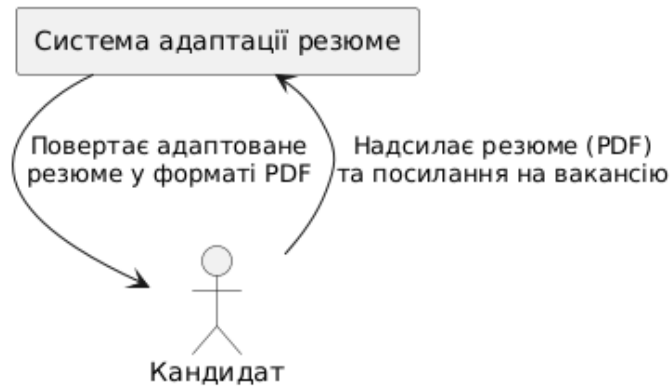 Система адаптації резюме
Повертає адаптоване
резюме у форматі PDF
Надсилає резюме (PDF)
та посилання на вакансію
Кандидат